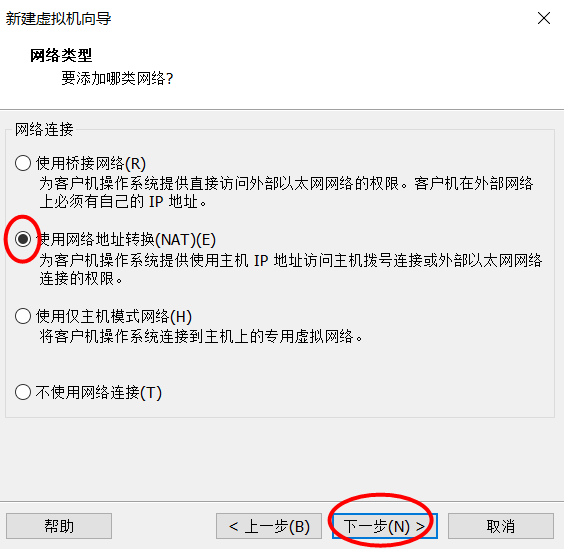 新建虚拟机向导
网络类型
要添加哪类网络?
网络连接
使用桥接网络(R)
为客户机操作系统提供直接访问外部以太网网络的权限。客户机在外部网络
上必须有自己的 IP 地址。
使用网络地址转换(NAT)(E)
为客户机操作系统提供使用主机 IP 地址访问主机拨号连接或外部以太网网络
连接的权限。
使用仅主机模式网络(H)
将客户机操作系统连接到主机上的专用虚拟网络。
不使用网络连接(T)
帮助
< 上一步(B)
下一步(N) >
取消